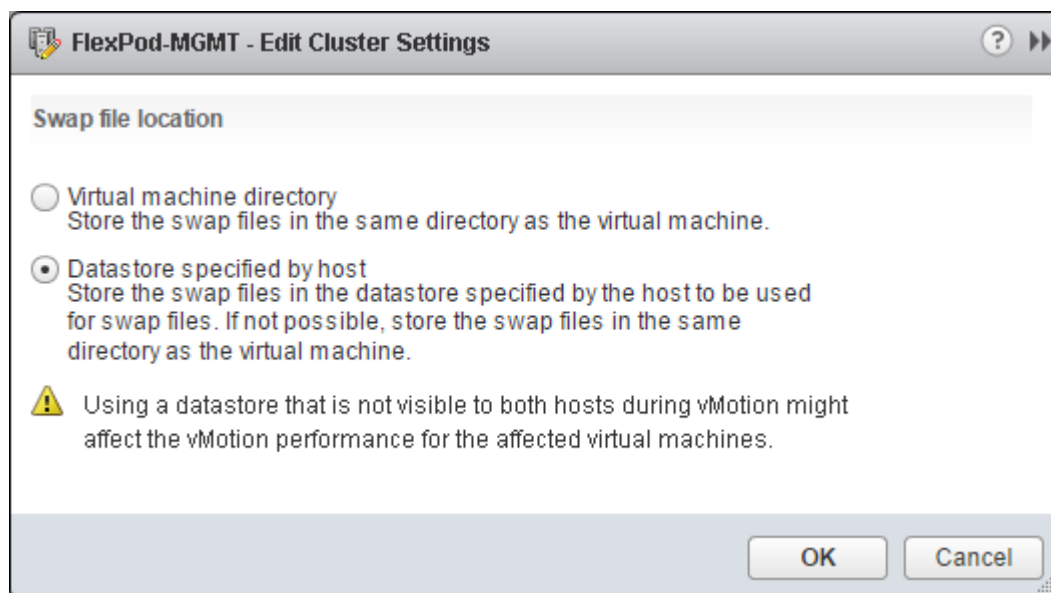 FlexPod-MGMT - Edit Cluster Settings
?
Swap file location
Virtual machine directory
Store the swap files in the same directory as the virtual machine.
Datastore specified by host
Store the swap files in the datastore specified by the host to be used
for swap files. If not possible, store the swap files in the same
directory as the virtual machine.
Using a datastore that is not visible to both hosts during vMotion might
affect the vMotion performance for the affected virtual machines.
OK
Cancel